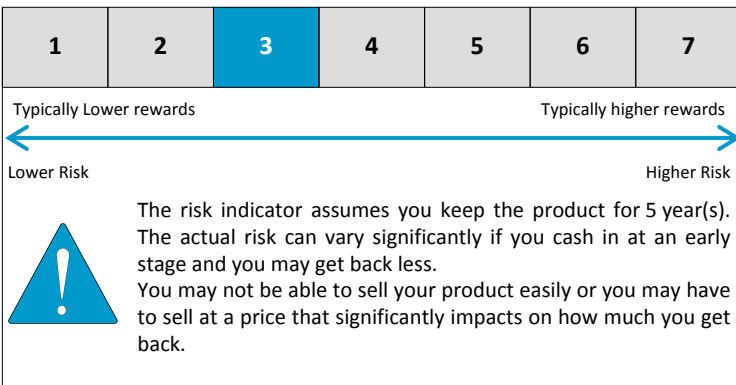 1 2 3 4 5 6 7
Typically Lower rewards Typically higher rewards
Lower Risk Higher Risk
The risk indicator assumes you keep the product for 5 year(s).
The actual risk can vary significantly if you cash in at an early
stage and you may get back less.
You may not be able to sell your product easily or you may have
to sell at a price that significantly impacts on how much you get
back.